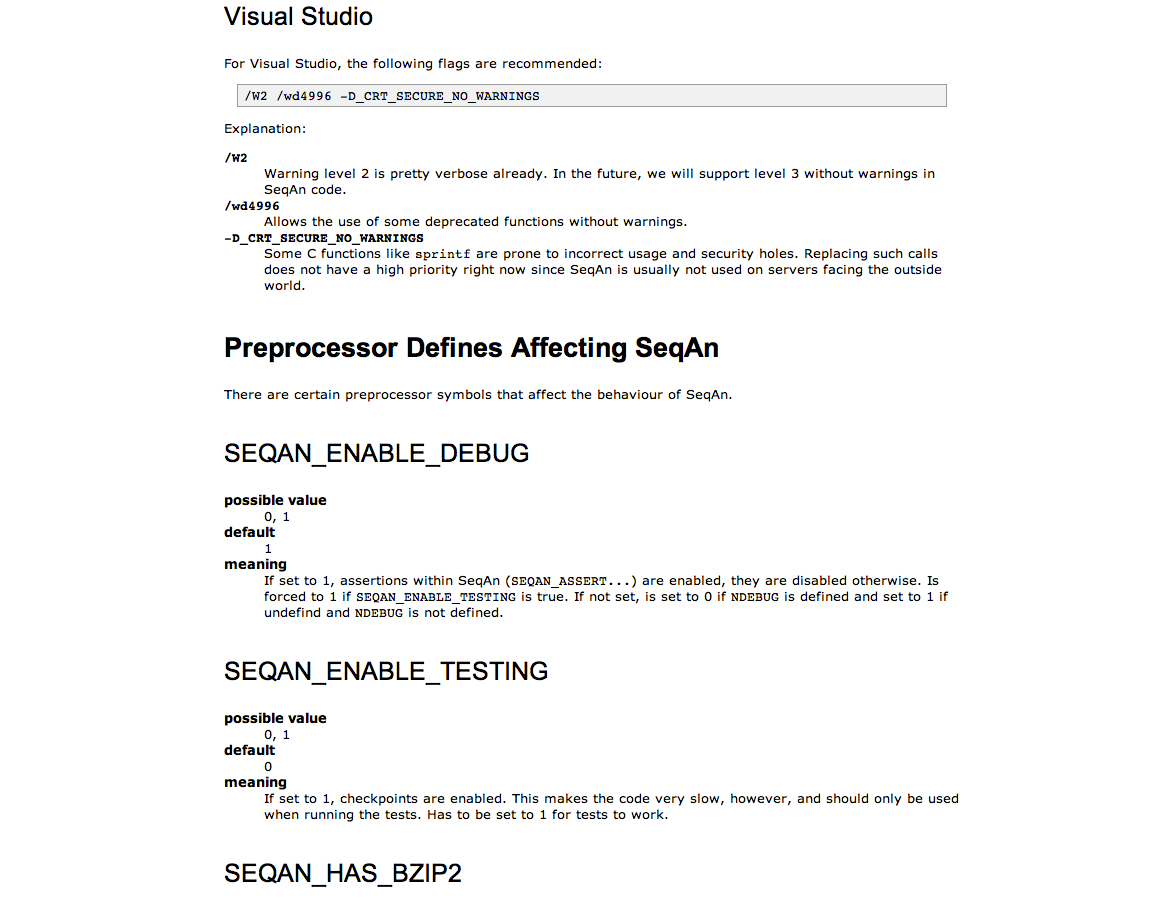 Visual Studio
For Visual Studio, the following flags are recommended:
/W2 /wd4996 -D_CRT_SECURE_NO_WARNINGS
Explanation:
/W2
Warning level 2 is pretty verbose already. In the future, we will support level 3 without warnings in
SeqAn code.
/wd4996
Allows the use of some deprecated functions without warnings.
-D_CRT_SECURE_NO_WARNINGS
Some C functions like sprintf are prone to incorrect usage and security holes. Replacing such calls
does not have a high priority right now since SeqAn is usually not used on servers facing the outside
world.
Preprocessor Defines Affecting SeqAn
There are certain preprocessor symbols that affect the behaviour of SeqAn.
SEQAN_ENABLE_DEBUG
possible value
0, 1
default
1
meaning
If set to 1, assertions within SeqAn (SEQAN_ASSERT...) are enabled, they are disabled otherwise. Is
forced to 1 if SEQAN_ENABLE_TESTING is true. If not set, is set to 0 if NDEBUG is defined and set to 1 if
undefind and NDEBUG is not defined.
SEQAN_ENABLE_TESTING
possible value
0, 1
default
0
meaning
If set to 1, checkpoints are enabled. This makes the code very slow, however, and should only be used
when running the tests. Has to be set to 1 for tests to work.
SEQAN_HAS_BZIP2